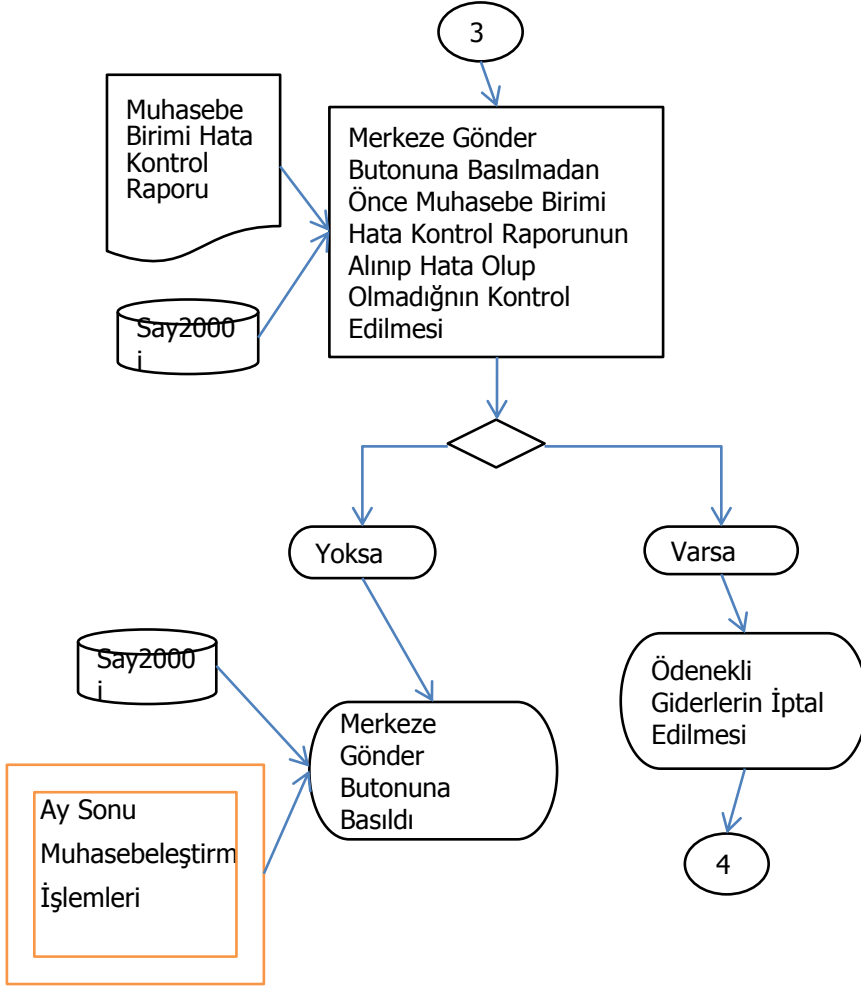 3
Muhasebe
Birimi Hata
Kontrol
Raporu
Merkeze Gönder
Butonuna Basılmadan
Önce Muhasebe Birimi
Hata Kontrol Raporunun
Alınıp Hata Olup
Olmadığnın Kontrol
Edilmesi
Say2000
i
Yoksa
Varsa
Say2000
i
Ödenekli
Giderlerin İptal
Edilmesi
Merkeze
Gönder
Butonuna
Basıldı
Ay Sonu
Muhasebeleştirm
İşlemleri
4